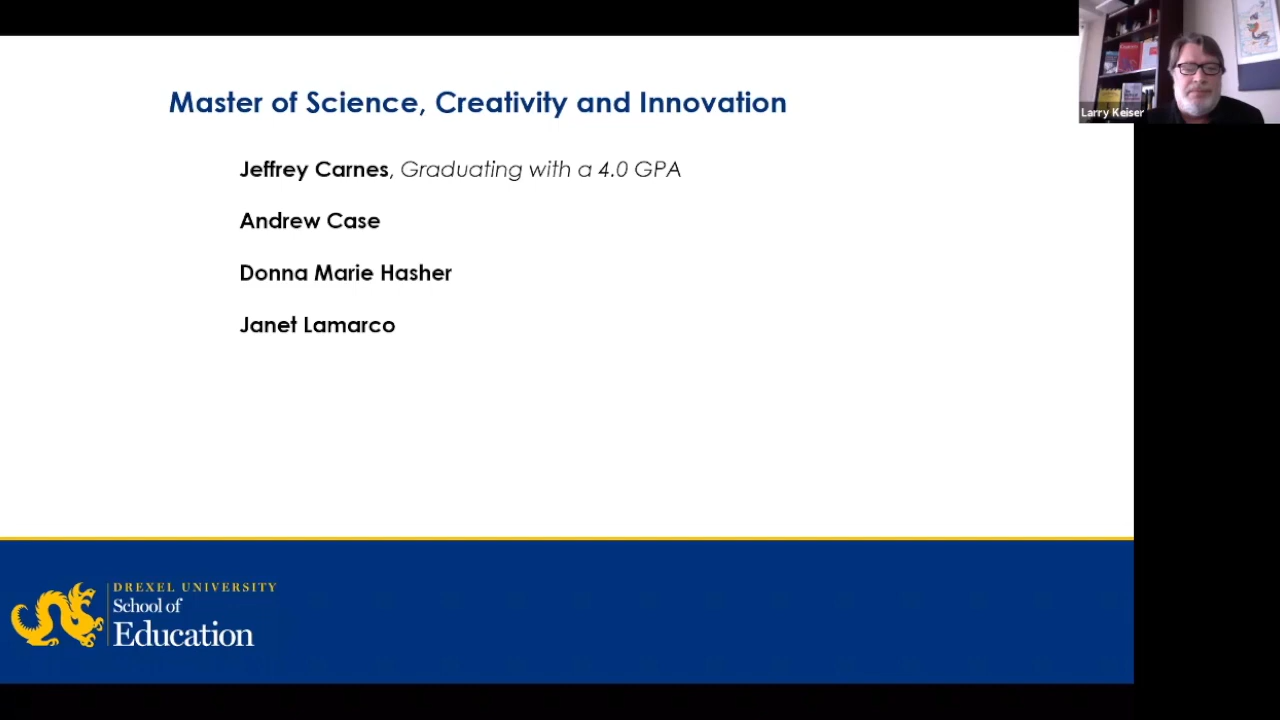 Master of Science, Creativity and Innovation
Jeffrey Carnes, Graduating with a 4.0 GPA
Andrew Case
Donna Marie Hasher
Janet Lamarco
DREXEL UNIVERSITY
School of
Education
Larry Keiser